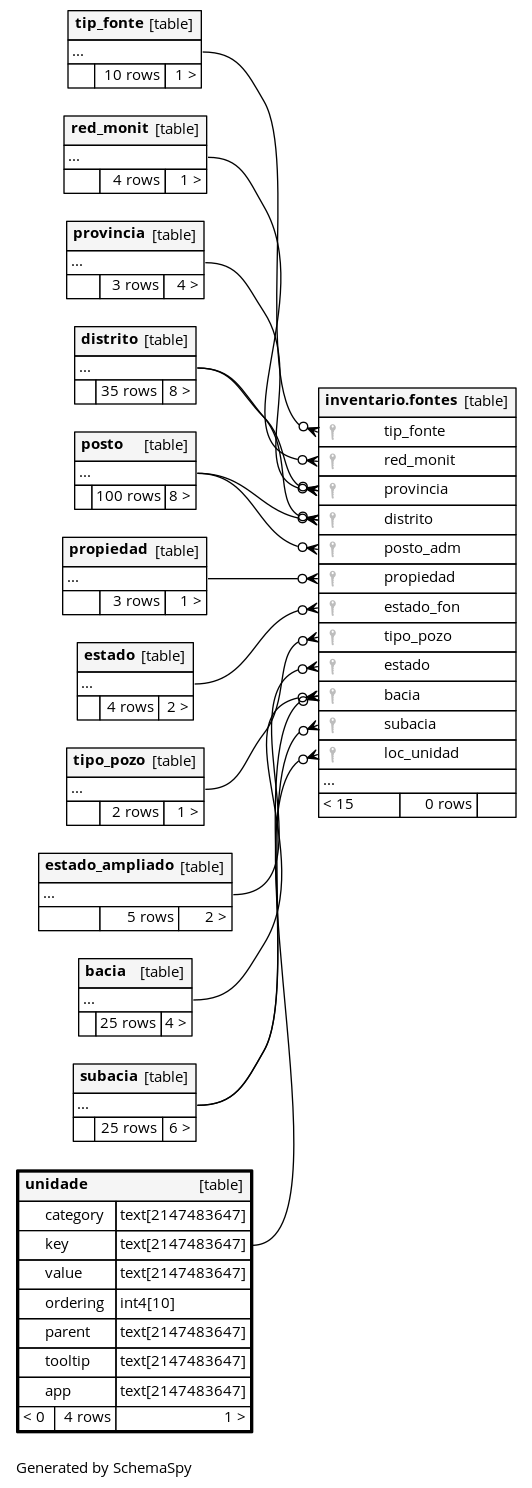 tip_fonte [table]
...
10 rows 1 >
red_monit [table]
...
4 rows 1 >
provincia [table]
...
3 rows 4 >
distrito [table]
...
35 rows 8 >
posto [table]
...
100 rows 8 >
propiedad [table]
...
3 rows 1 >
estado [table]
...
4 rows 2 >
tipo_pozo [table]
...
2 rows 1 >
estado_ampliado [table]
...
5 rows 2 >
bacia [table]
...
25 rows 4 >
subacia [table]
...
25 rows 6 >
unidade [table]
category text[2147483647]
key text[2147483647]
value text[2147483647]
ordering int4[10]
parent text[2147483647]
tooltip text[2147483647]
app text[2147483647]
< 0 4 rows 1 >
inventario.fontes [table]
tip_fonte
red_monit
provincia
distrito
posto_adm
propiedad
estado_fon
tipo_pozo
estado
bacia
subacia
loc_unidad
...
< 15 0 rows
Generated by SchemaSpy